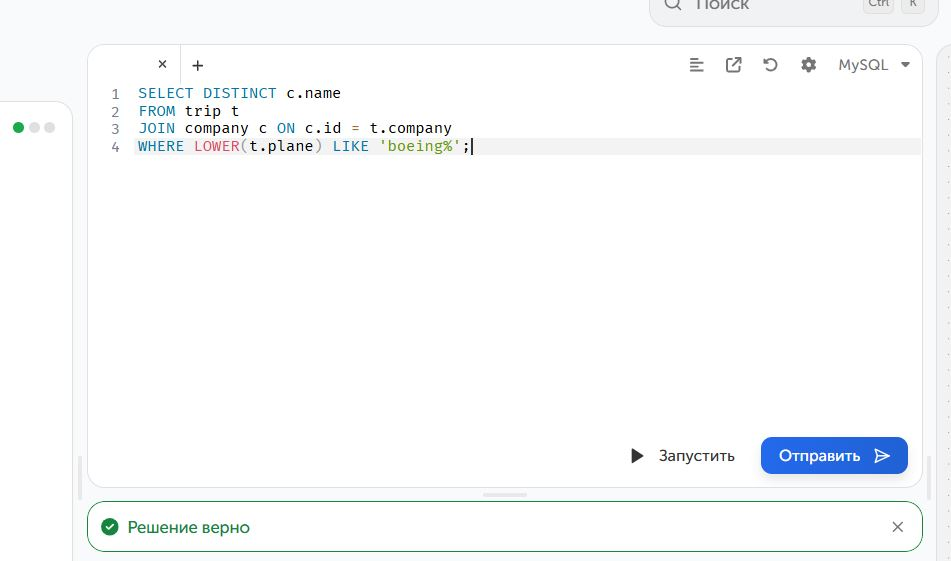 Поиск Ctrl K
MySQL
1 SELECT DISTINCT c.name
2 FROM trip t
3 JOIN company c ON c.id = t.company
4 WHERE LOWER(t.plane) LIKE 'boeing%';
Запустить Отправить
Решение верно